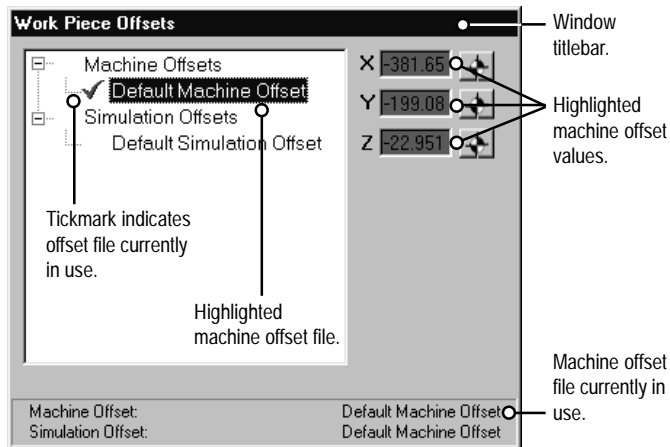 Work Piece Offsets
Window
titlebar.
Machine Offsets
Default Machine Offset
Simulation Offsets
Default Simulation Offset
X -381.65
Y -199.08
Z -22.951
Highlighted
machine offset
values.
Tickmark indicates
offset file currently
in use.
Highlighted
machine offset file.
Machine offset
file currently in
use.
Machine Offset: Default Machine Offset
Simulation Offset: Default Machine Offset